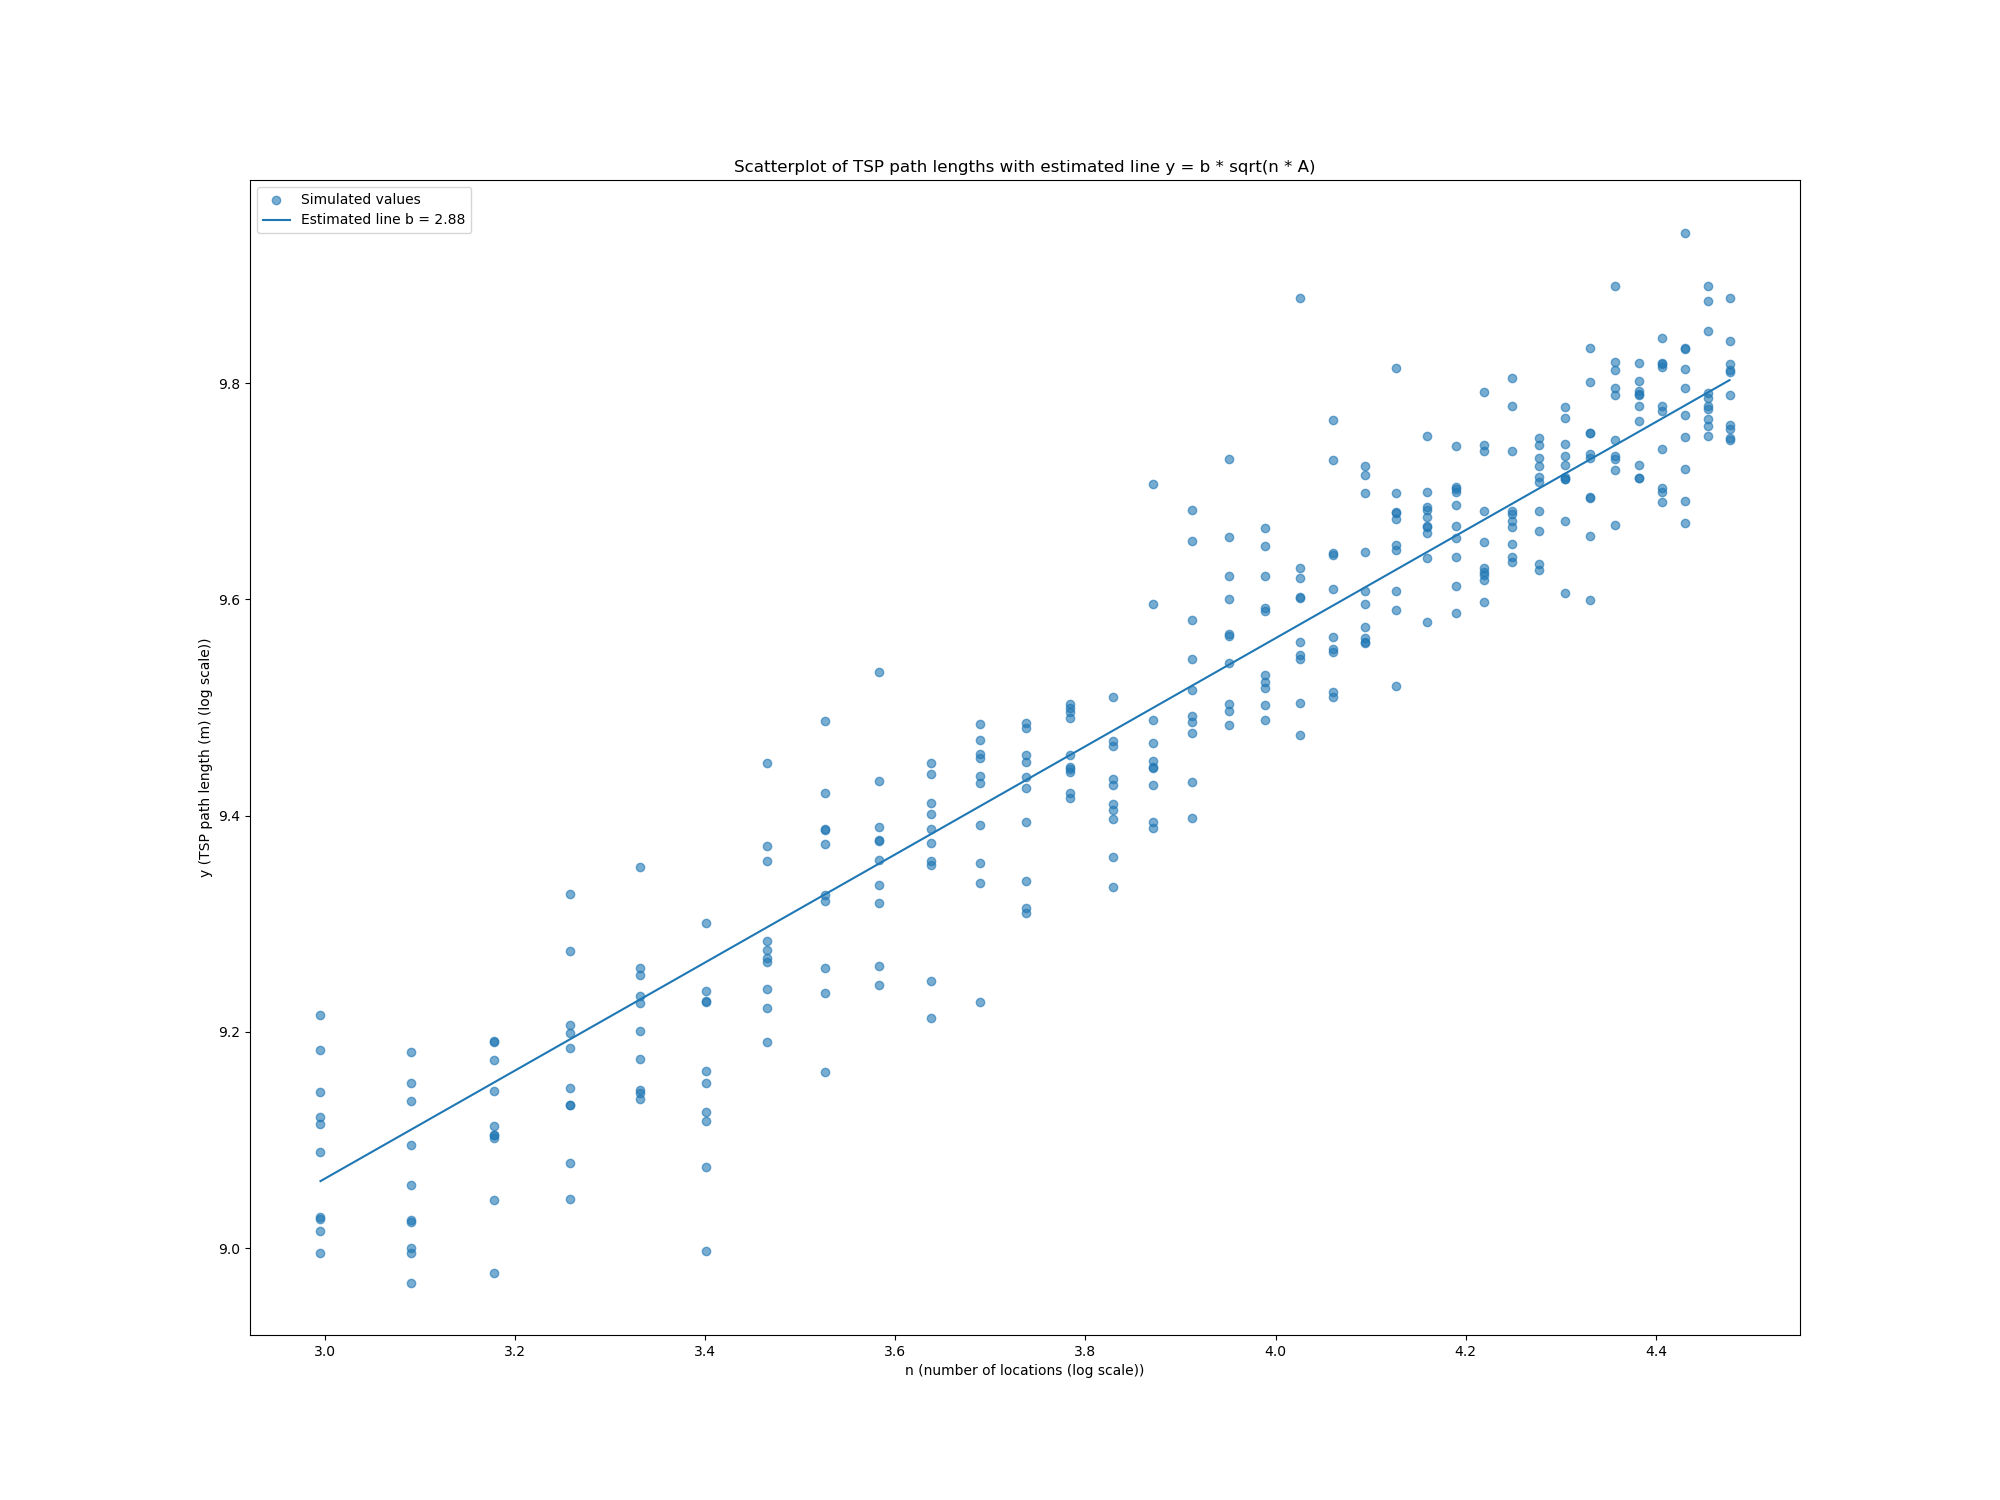 Scatterplot of TSP path lengths with estimated line y = b * sqrt(n * A)
Simulated values
Estimated line b = 2.88
y (TSP path length (m) (log scale))
9.8
9.6
9.4
9.2
9.0
3.0 3.2 3.4 3.6 3.8 4.0 4.2 4.4
n (number of locations (log scale))